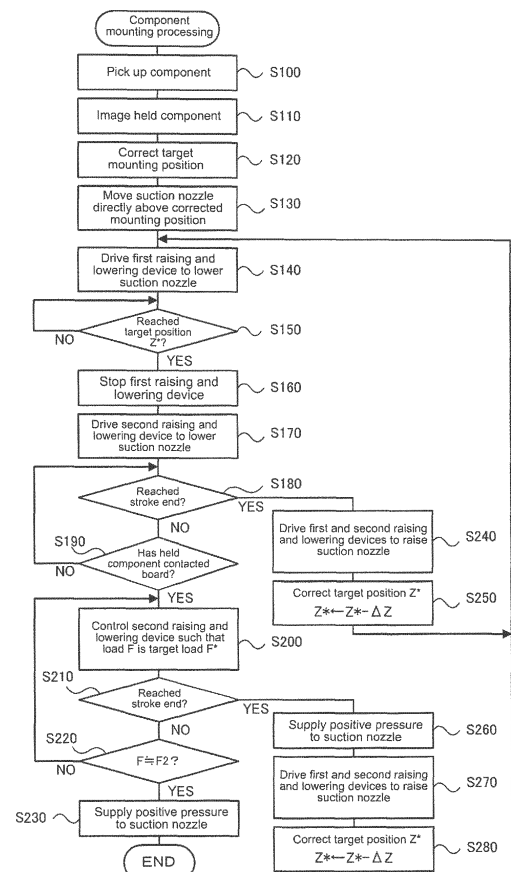 Component
mounting processing
Pick up component
S100
Image held component
S110
Correct target
mounting position
S120
Move suction nozzle
directly above corrected
mounting position
S130
Drive first raising and
lowering device to lower
suction nozzle
S140
Reached
target position
Z*?
S150
NO
YES
Stop first raising and
lowering device
S160
Drive second raising and
lowering device to lower
suction nozzle
S170
Reached
stroke end?
S180
YES
NO
S190
Has held
component contacted
board?
NO
YES
Drive first and second raising
and lowering devices to raise
suction nozzle
S240
Correct target position Z*
Z*←Z*-ΔZ
S250
Control second raising and
lowering device such that
load F is target load F*
S200
S210
Reached
stroke end?
YES
NO
S220
F≒F2?
NO
YES
S230
Supply positive pressure
to suction nozzle
END
Supply positive pressure
to suction nozzle
S260
Drive first and second raising
and lowering devices to raise
suction nozzle
S270
Correct target position Z*
Z*←Z*-ΔZ
S280